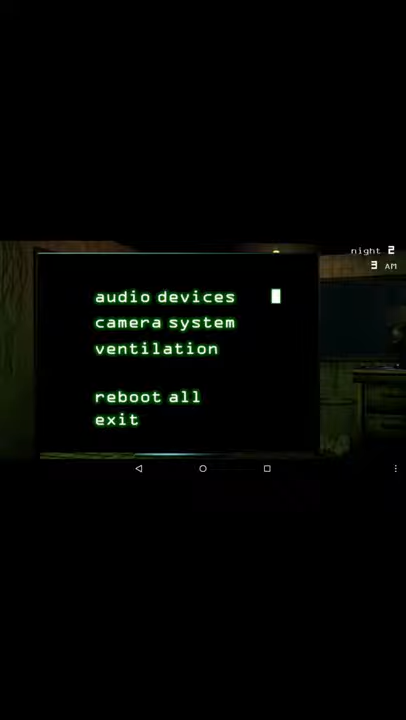 night 2
3 AM
audio devices
camera system
ventilation
reboot all
exit